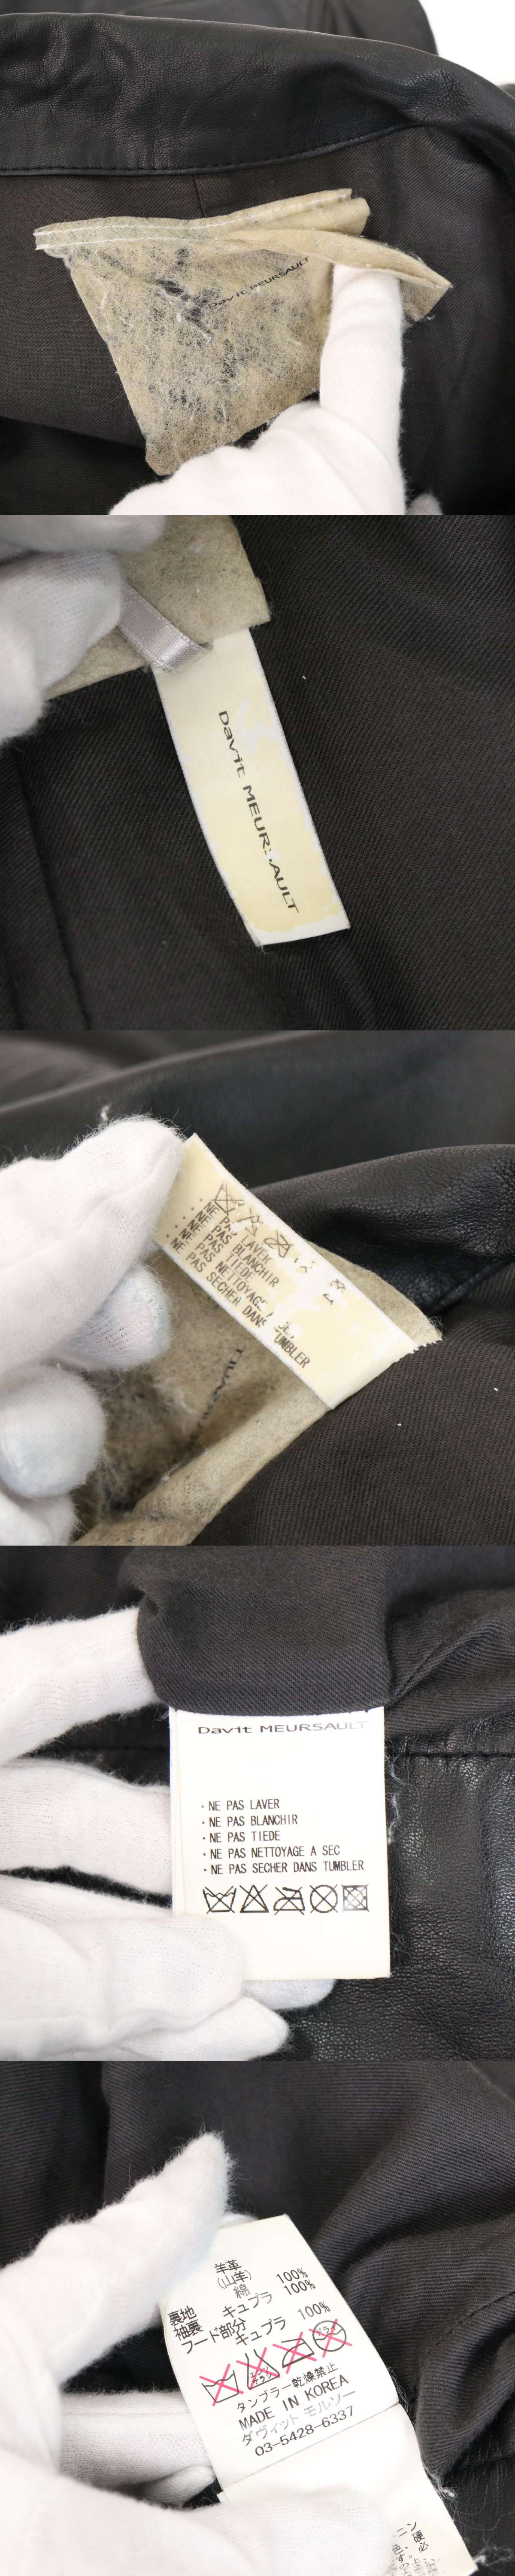 Davit MEURSAULT
Davit MEURSAULT
· NE PAS LAVER
· NE PAS BLANCHIR
· NE PAS TIEDE
· NE PAS NETTOYAGE
· NE PAS SECHER DANS TUMBLER
Davit MEURSAULT
· NE PAS LAVER
· NE PAS BLANCHIR
· NE PAS TIEDE
· NE PAS NETTOYAGE A SEC
· NE PAS SECHER DANS TUMBLER
羊革
(山羊) 100%
裏地 綿 100%
袖裏 キュプラ 100%
フード部分
キュプラ
タンブラー乾燥禁止
MADE IN KOREA
ダヴィット モルソー
03-5428-6337